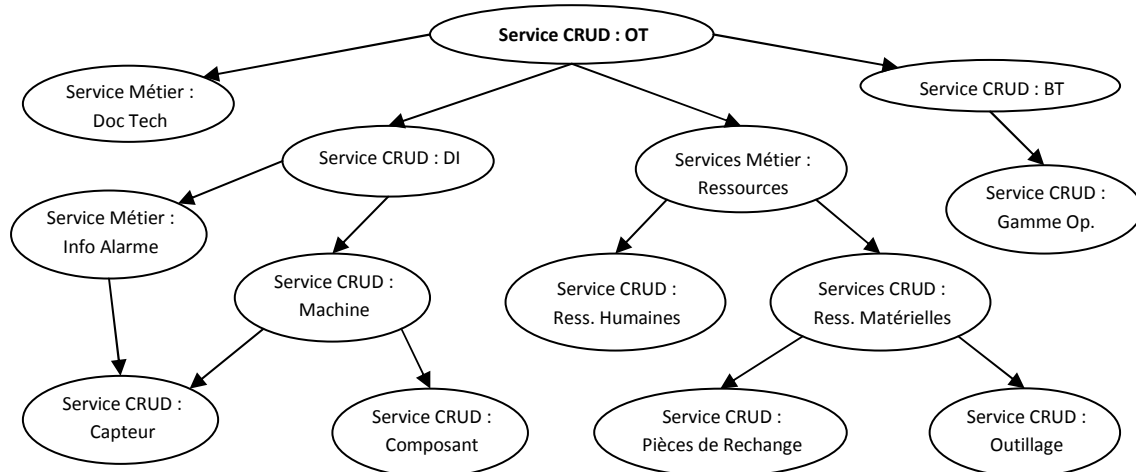 Service CRUD : OT
Service Métier :
Doc Tech
Service CRUD : BT
Service CRUD : DI
Services Métier :
Ressources
Service CRUD :
Gamme Op.
Service Métier :
Info Alarme
Service CRUD :
Machine
Service CRUD :
Ress. Humaines
Services CRUD :
Ress. Matérielles
Service CRUD :
Capteur
Service CRUD :
Composant
Service CRUD :
Pièces de Rechange
Service CRUD :
Outillage